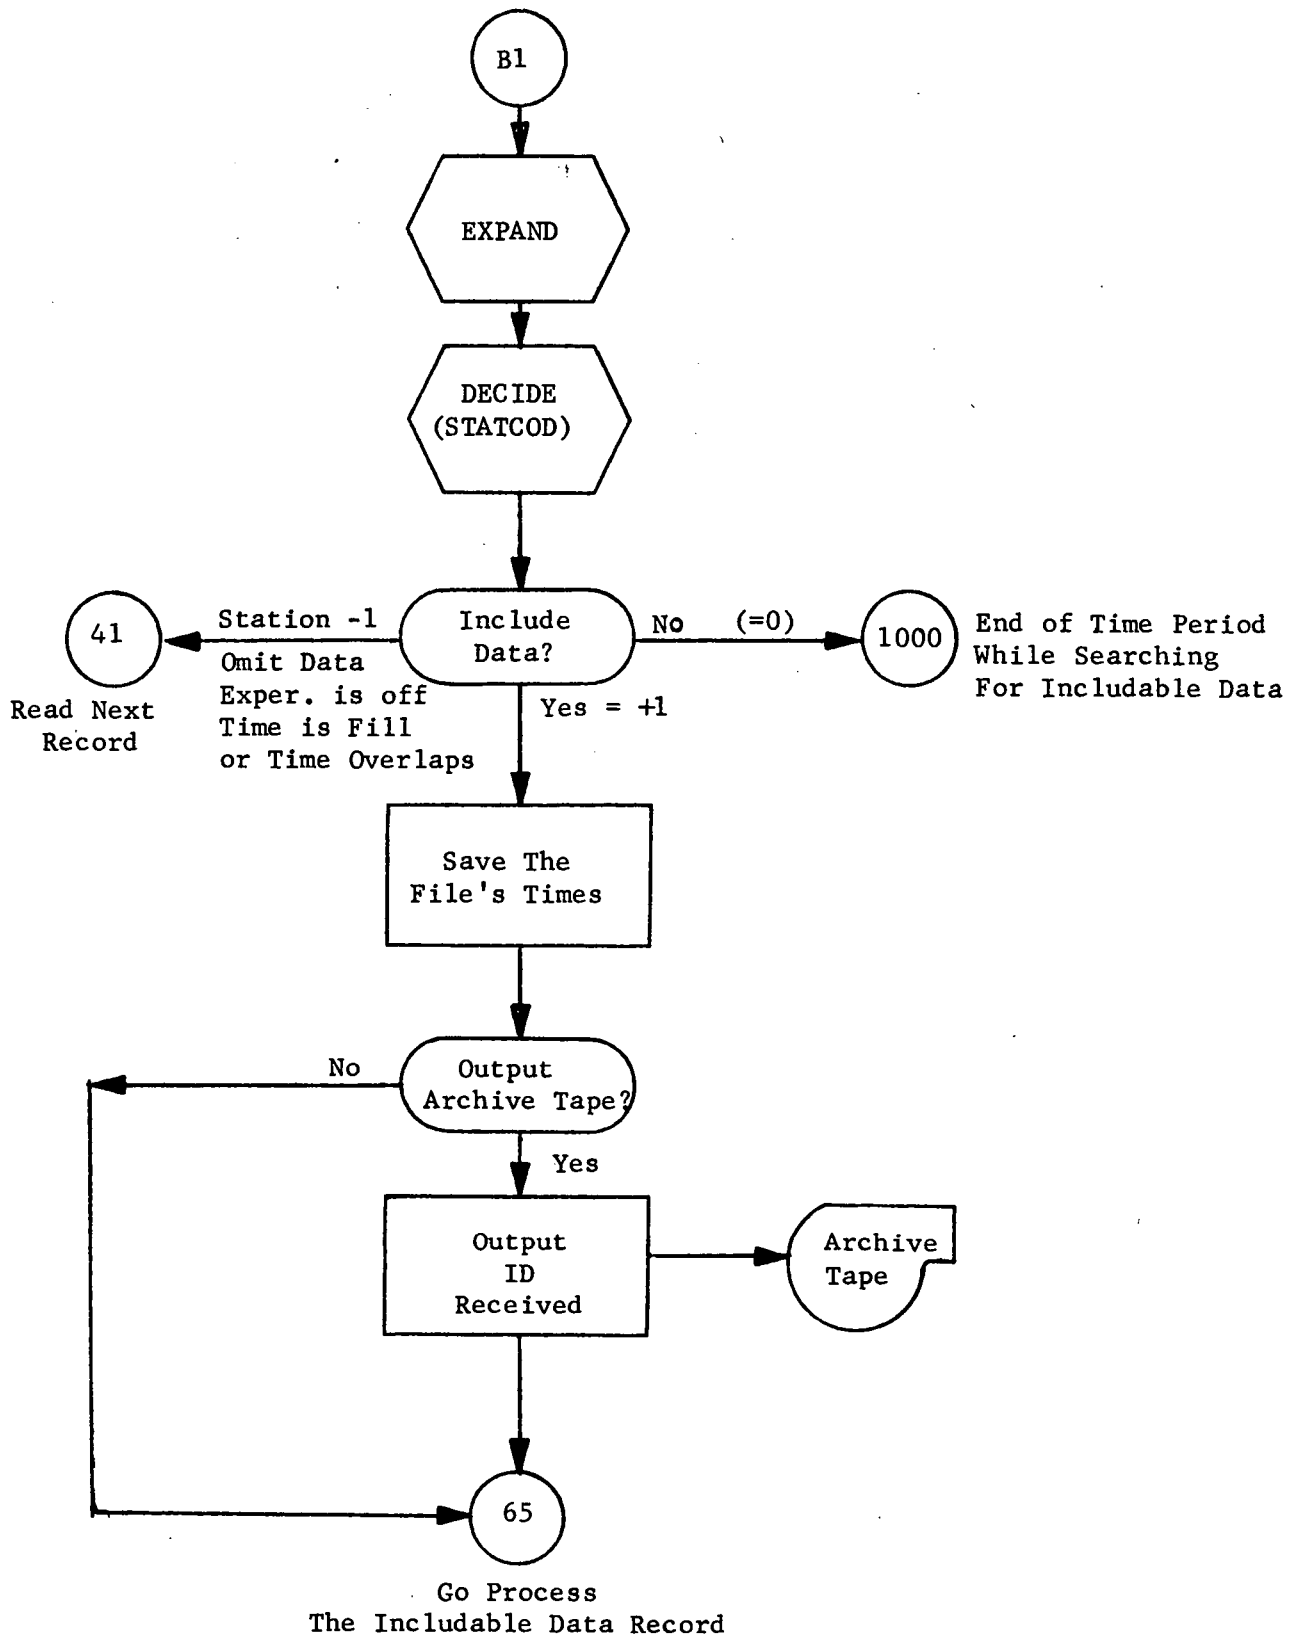 B1
EXPAND
DECIDE
(STATCOD)
41
Read Next
Record
Station -1
Omit Data
Exper. is off
Time is Fill
or Time Overlaps
Include
Data?
No (=0)
1000
End of Time Period
While Searching
For Includable Data
Yes = +1
Save The
File's Times
No
Output
Archive Tape?
Yes
Output
ID
Received
Archive
Tape
65
Go Process
The Includable Data Record